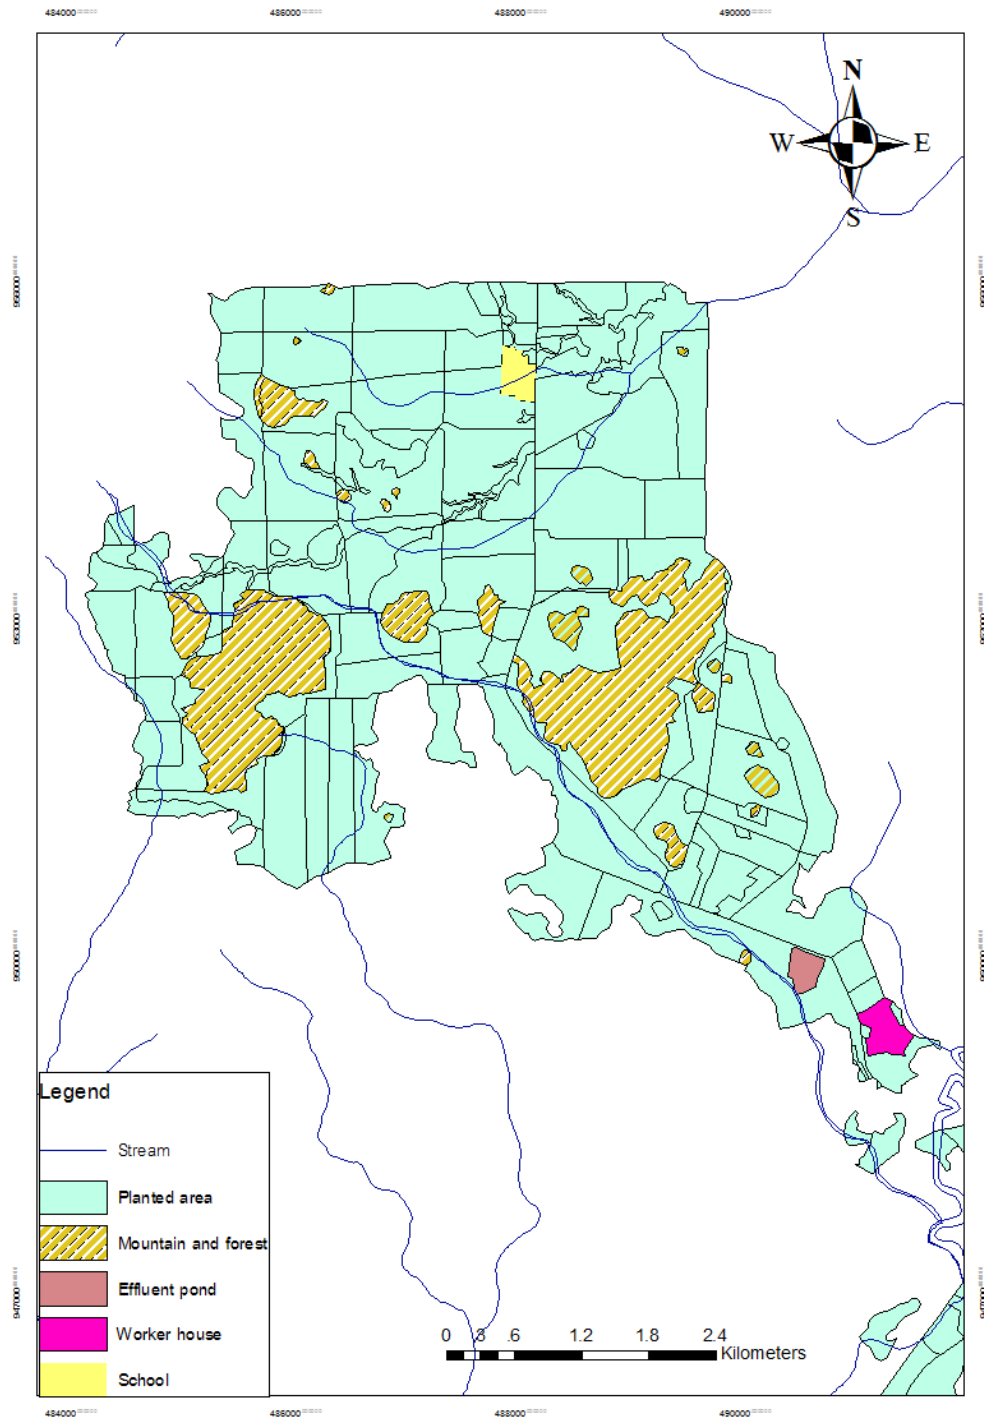 484000 486000 488000 490000
N
W E
S
Legend
Stream
Planted area
Mountain and forest
Effluent pond
Worker house
School
0 .3 .6 1.2 1.8 2.4
Kilometers
484000 486000 488000 490000